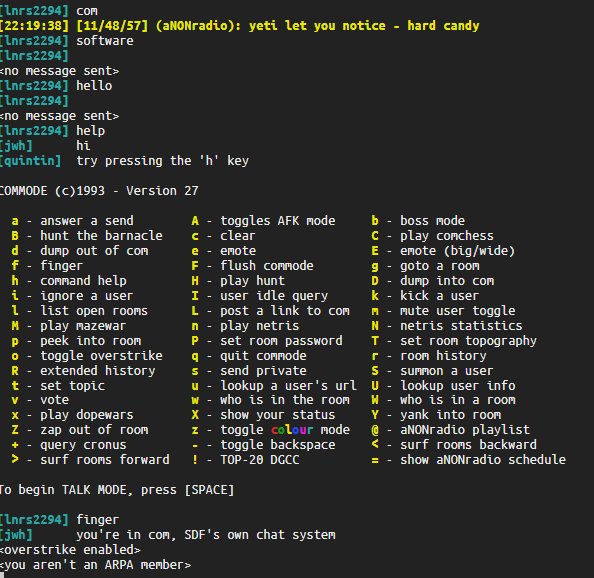 [lnrs2294] com
[22:19:38] [11/48/57] (aNONradio): yeti let you notice - hard candy
[lnrs2294] software
[lnrs2294]
<no message sent>
[lnrs2294] hello
[lnrs2294]
<no message sent>
[lnrs2294] help
[jwh] hi
[quintin] try pressing the 'h' key
COMMODE (c)1993 - Version 27
a - answer a send A - toggles AFK mode b - boss mode
B - hunt the barnacle c - clear C - play comchess
d - dump out of com e - emote E - emote (big/wide)
f - finger F - flush commode g - goto a room
h - command help H - play hunt D - dump into com
i - ignore a user I - user idle query k - kick a user
l - list open rooms L - post a link to com m - mute user toggle
M - play mazewar n - play netris N - netris statistics
p - peek into room P - set room password T - set room topography
o - toggle overstrike q - quit commode r - room history
R - extended history s - send private S - summon a user
t - set topic u - lookup a user's url U - lookup user info
v - vote w - who is in the room W - who is in a room
x - play dopewars X - show your status Y - yank into room
Z - zap out of room z - toggle colour mode @ - aNONradio playlist
+ - query cronus - - toggle backspace < - surf rooms backward
> - surf rooms forward ! - TOP-20 DGCC = - show aNONradio schedule
To begin TALK MODE, press [SPACE]
[lnrs2294] finger
[jwh] you're in com, SDF's own chat system
<overstrike enabled>
<you aren't an ARPA member>